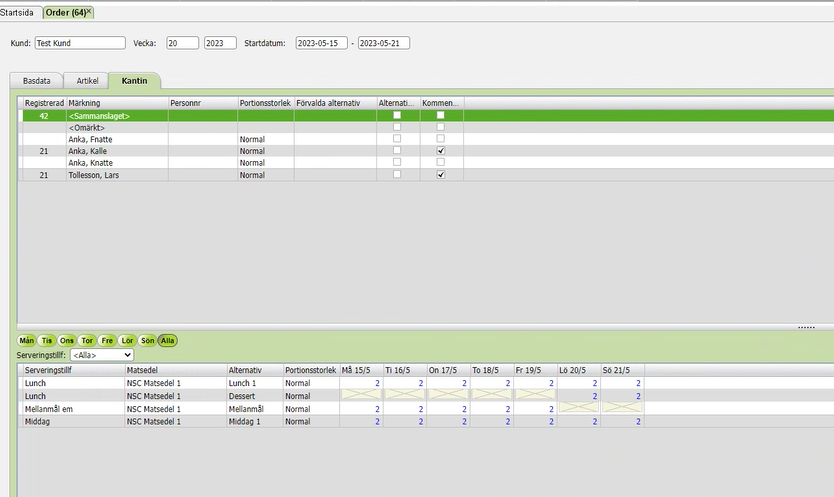 Startsida Order (64)
Kund: Test Kund Vecka: 20 2023 Startdatum: 2023-05-15 - 2023-05-21
Basdata Artikel Kantin
Registrerad Märkning Personnr Portionsstorlek Förvalda alternativ Alternati... Kommen...
42 <Sammanslaget>
<Omärkt>
Anka, Fnatte Normal
21 Anka, Kalle Normal
Anka, Knatte Normal
21 Tollesson, Lars Normal
Mån Tis Ons Tor Fre Lör Sön Alla
Serveringstillf: <Alla>
Serveringstillf Matsedel Alternativ Portionsstorlek Må 15/5 Ti 16/5 On 17/5 To 18/5 Fr 19/5 Lö 20/5 Sö 21/5
Lunch NSC Matsedel 1 Lunch 1 Normal 2 2 2 2 2 2 2
Lunch NSC Matsedel 1 Dessert Normal 2 2
Mellanmål em NSC Matsedel 1 Mellanmål Normal 2 2 2 2 2
Middag NSC Matsedel 1 Middag 1 Normal 2 2 2 2 2 2 2